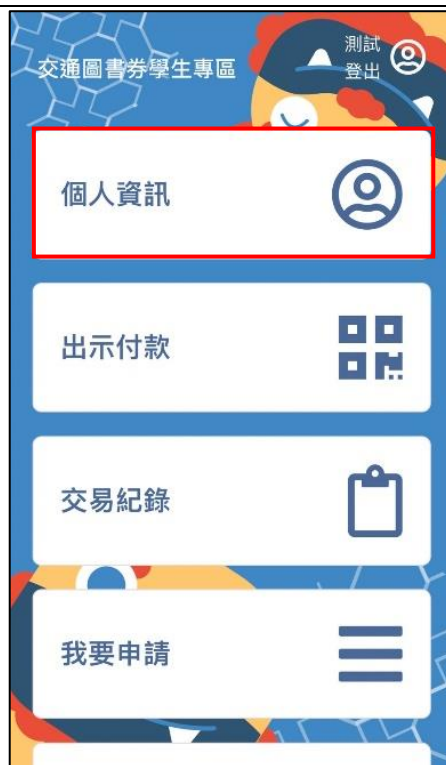 交通圖書券學生專區
測試
登出
個人資訊
出示付款
交易紀錄
我要申請